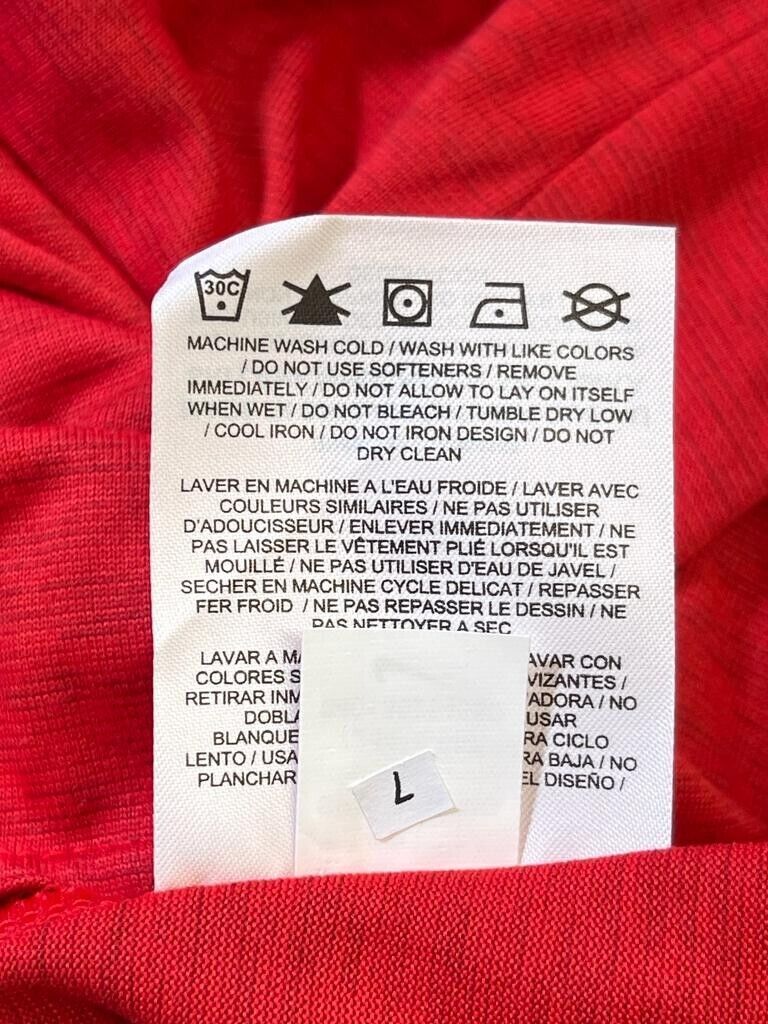 30C
MACHINE WASH COLD / WASH WITH LIKE COLORS
/ DO NOT USE SOFTENERS / REMOVE
IMMEDIATELY / DO NOT ALLOW TO LAY ON ITSELF
WHEN WET / DO NOT BLEACH / TUMBLE DRY LOW
/ COOL IRON / DO NOT IRON DESIGN / DO NOT
DRY CLEAN
LAVER EN MACHINE A L'EAU FROIDE / LAVER AVEC
COULEURS SIMILAIRES / NE PAS UTILISER
D'ADOUCISSEUR / ENLEVER IMMEDIATEMENT / NE
PAS LAISSER LE VÊTEMENT PLIÉ LORSQU'IL EST
MOUILLÉ / NE PAS UTILISER D'EAU DE JAVEL /
SECHER EN MACHINE CYCLE DELICAT / REPASSER
FER FROID / NE PAS REPASSER LE DESSIN / NE
PAS NETTOYER A SEC
LAVAR A MA AVAR CON
COLORES S VIZANTES /
RETIRAR INM ADORA / NO
DOBLA USAR
BLANQUE RA CICLO
LENTO / USA RA BAJA / NO
PLANCHAR EL DISEÑO /
L